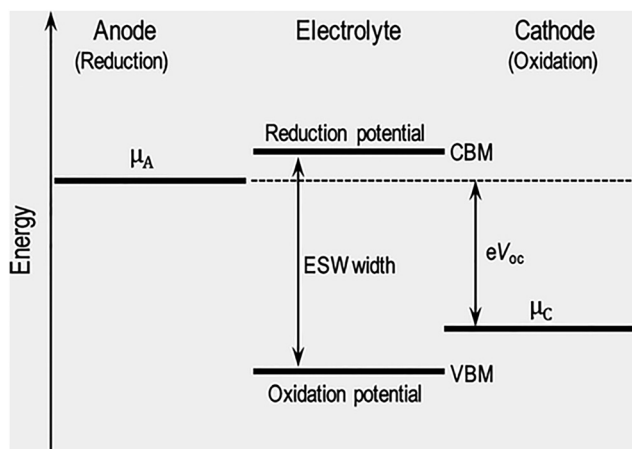 Anode
(Reduction)
Electrolyte
Cathode
(Oxidation)
Reduction potential
CBM
μA
Energy
ESW width
eVoc
μC
VBM
Oxidation potential